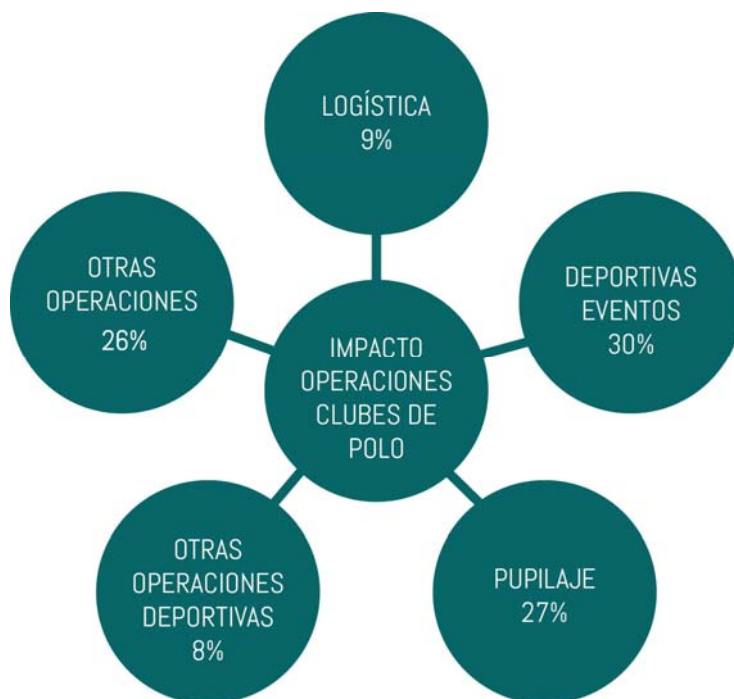 LOGÍSTICA
9%
DEPORTIVAS
EVENTOS
30%
OTRAS
OPERACIONES
26%
IMPACTO
OPERACIONES
CLUBES DE
POLO
OTRAS
OPERACIONES
DEPORTIVAS
8%
PUPILAJE
27%